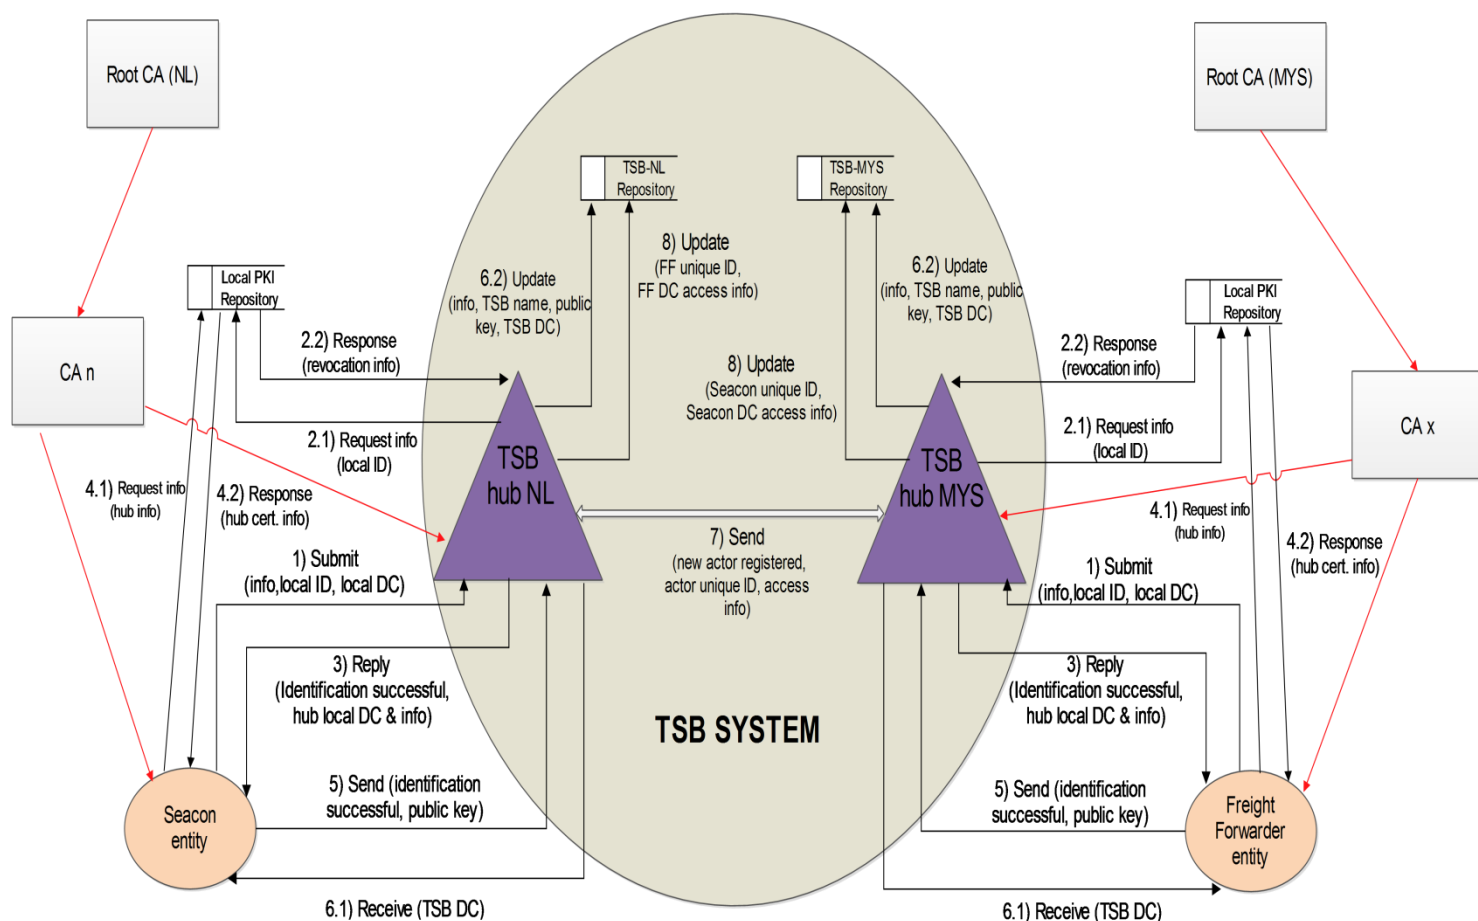 Root CA (NL)
Root CA (MYS)
TSB-NL
Repository
TSB-MYS
Repository
8) Update
(FF unique ID,
FF DC access info)
6.2) Update
(info, TSB name, public
key, TSB DC)
6.2) Update
(info, TSB name, public
key, TSB DC)
Local PKI
Repository
Local PKI
Repository
2.2) Response
(revocation info)
2.2) Response
(revocation info)
8) Update
(Seacon unique ID,
Seacon DC access info)
CA n
CA x
2.1) Request info
(local ID)
2.1) Request info
(local ID)
TSB
hub NL
TSB
hub MYS
4.1) Request info
(hub info)
4.2) Response
(hub cert. info)
4.1) Request info
(hub info)
4.2) Response
(hub cert. info)
7) Send
(new actor registered,
actor unique ID, access
info)
1) Submit
(info,local ID, local DC)
1) Submit
(info,local ID, local DC)
3) Reply
(Identification successful,
hub local DC & info)
3) Reply
(Identification successful,
hub local DC & info)
TSB SYSTEM
5) Send (identification
successful, public key)
5) Send (identification
successful, public key)
Seacon
entity
Freight
Forwarder
entity
6.1) Receive (TSB DC)
6.1) Receive (TSB DC)